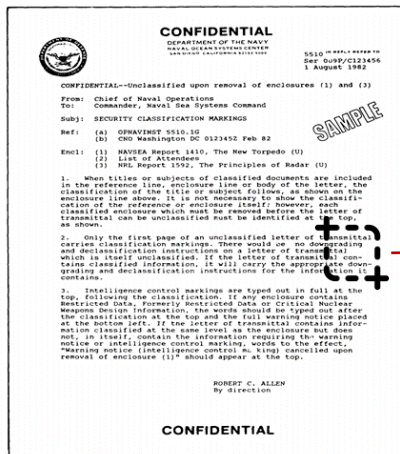 CONFIDENTIAL
DEPARTMENT OF THE NAVY
NAVAL OCEAN SYSTEMS CENTER
SAN DIEGO, CALIFORNIA 92152
IN REPLY REFER TO
5510
Ser 009P/C123456
1 August 1982
CONFIDENTIAL--Unclassified upon removal of enclosures (1) and (3)
From: Chief of Naval Operations
To: Commander, Naval Sea Systems Command
Subj: SECURITY CLASSIFICATION MARKINGS
SAMPLE
Ref: (a) OPNAVINST 5510.1G
(b) CNO Washington DC 012345Z Feb 82
Encl: (1) NAVSEA Report 1410, The New Torpedo (U)
(2) List of Attendees
(3) NRL Report 1592, The Principles of Radar (U)
1. When titles or subjects of classified documents are included
in the reference line, enclosure line or body of the letter, the
classification of the title or subject follows, as shown on the
enclosure line above. It is not necessary to show the classifi-
cation of the reference or enclosure itself; however, each
classified enclosure which must be removed before the letter of
transmittal can be unclassified must be identified at the top,
as shown.
2. Only the first page of an unclassified letter of transmittal
carries classification markings. There would be no downgrading
and declassification instructions on a letter of transmittal
which is itself unclassified. If the letter of transmittal con-
tains classified information, it will carry the appropriate down-
grading and declassification instructions for the information it
contains.
3. Intelligence control markings are typed out in full at the
top, following the classification. If any enclosure contains
Restricted Data, Formerly Restricted Data or Critical Nuclear
Weapons Design Information, the words should be typed out after
the classification at the top and the full warning notice placed
at the bottom left. If the letter of transmittal contains infor-
mation classified at the same level as the enclosure but does
not, in itself, contain the information requiring the warning
notice or intelligence control marking, words to the effect,
"Warning notice (intelligence control marking) cancelled upon
removal of enclosure (1)" should appear at the top.
ROBERT C. ALLEN
By direction
CONFIDENTIAL